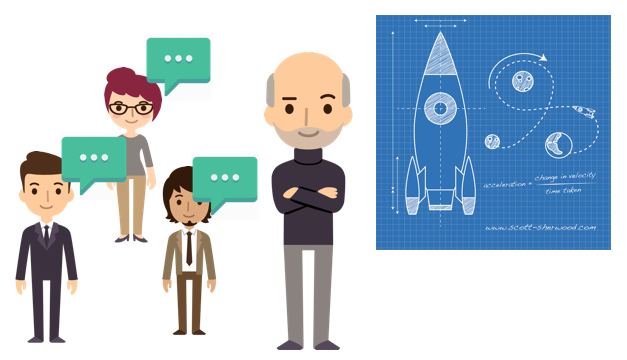 acceleration = change in velocity
time taken
www.scott-sherwood.com